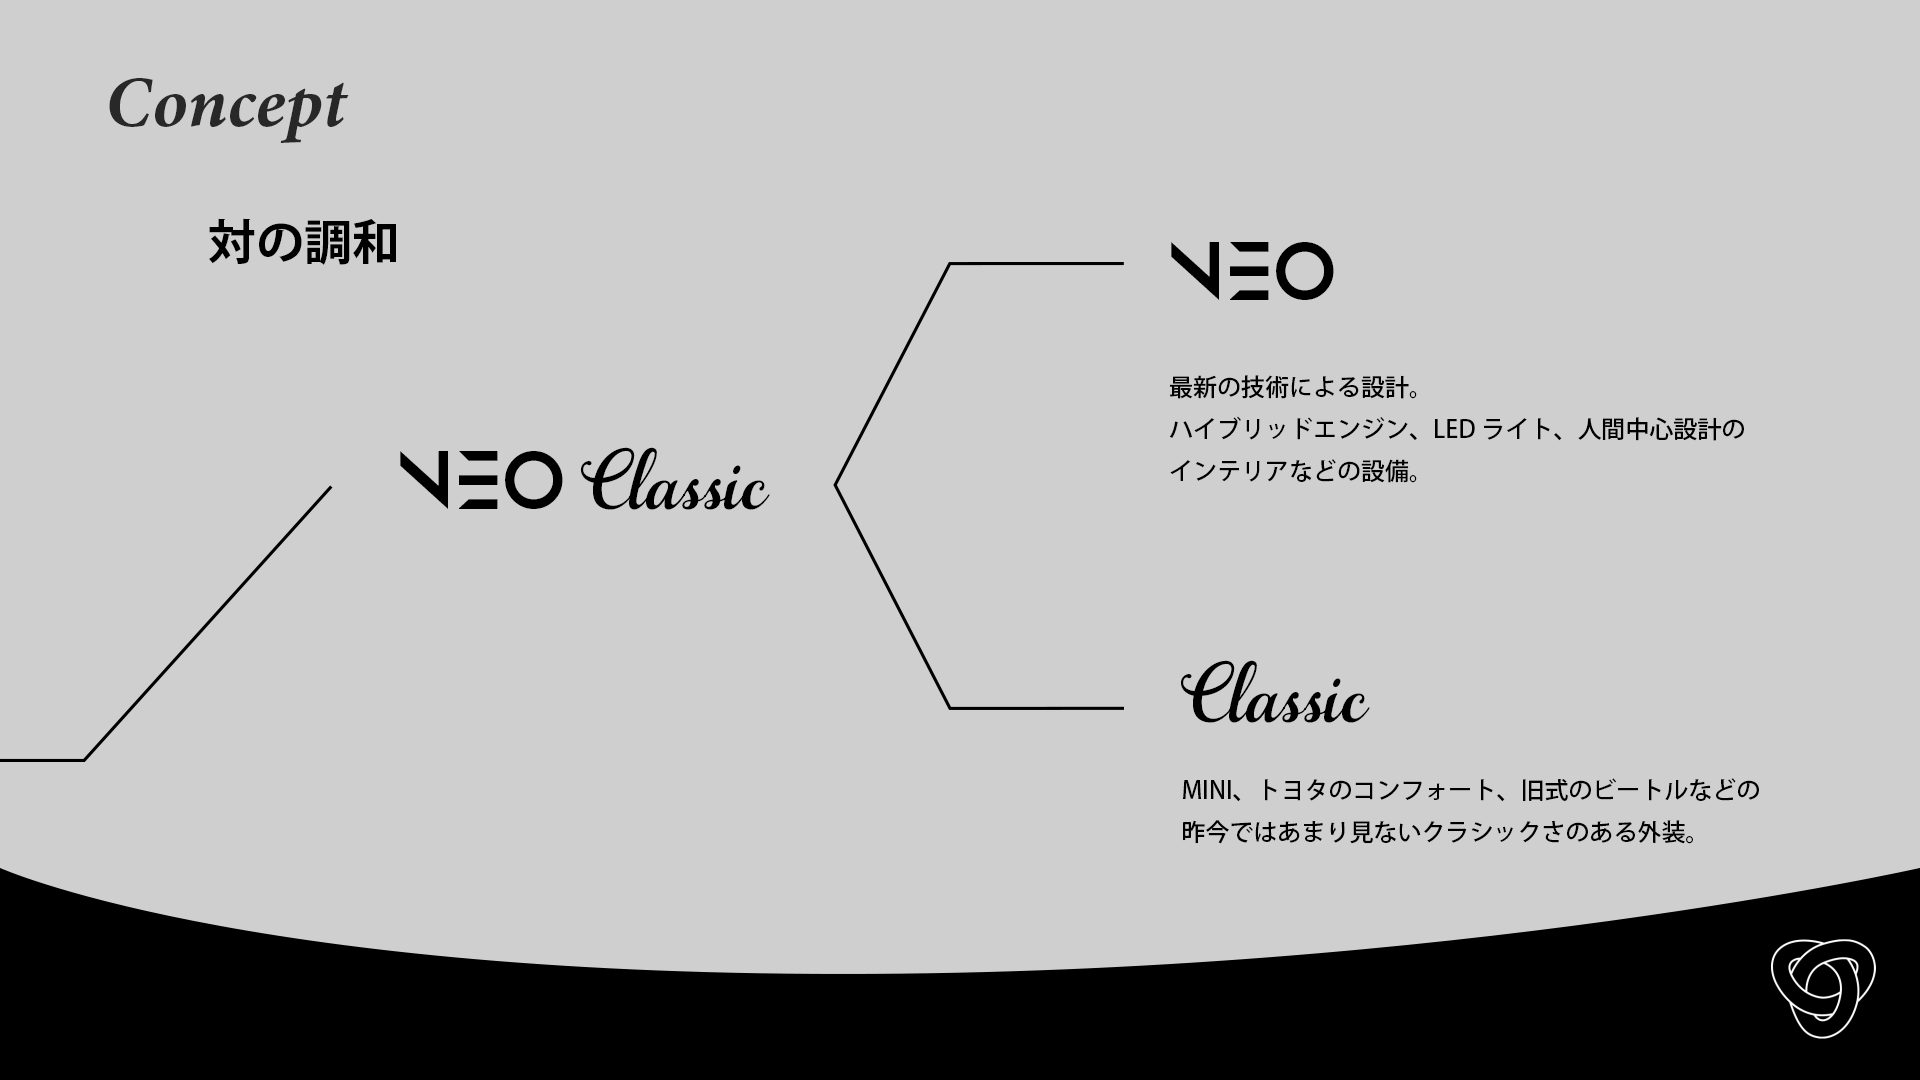 Concept
対の調和
NEO Classic
NEO
最新の技術による設計。
ハイブリッドエンジン、LED ライト、人間中心設計の
インテリアなどの設備。
Classic
MINI、トヨタのコンフォート、旧式のビートルなどの
昨今ではあまり見ないクラシックさのある外装。